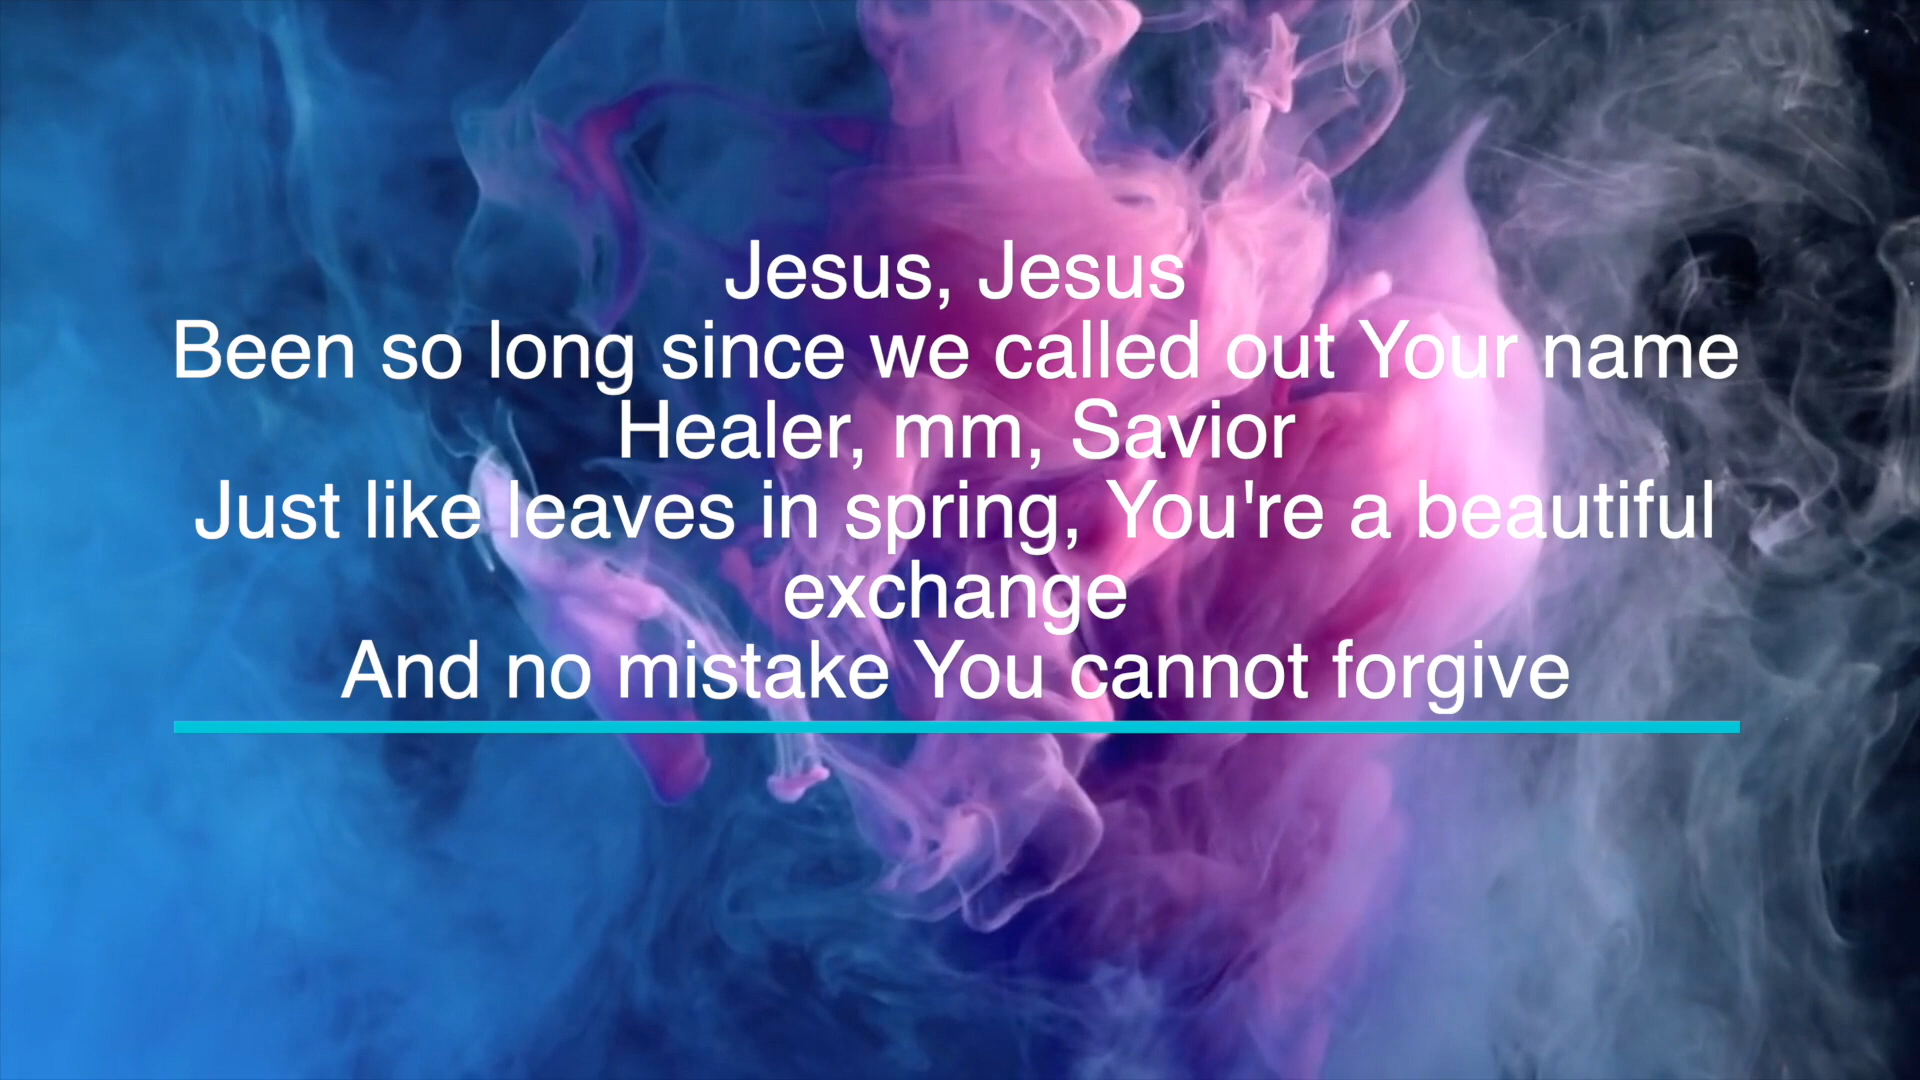 Jesus, Jesus
Been so long since we called out Your name
Healer, mm, Savior
Just like leaves in spring, You're a beautiful
exchange
And no mistake You cannot forgive